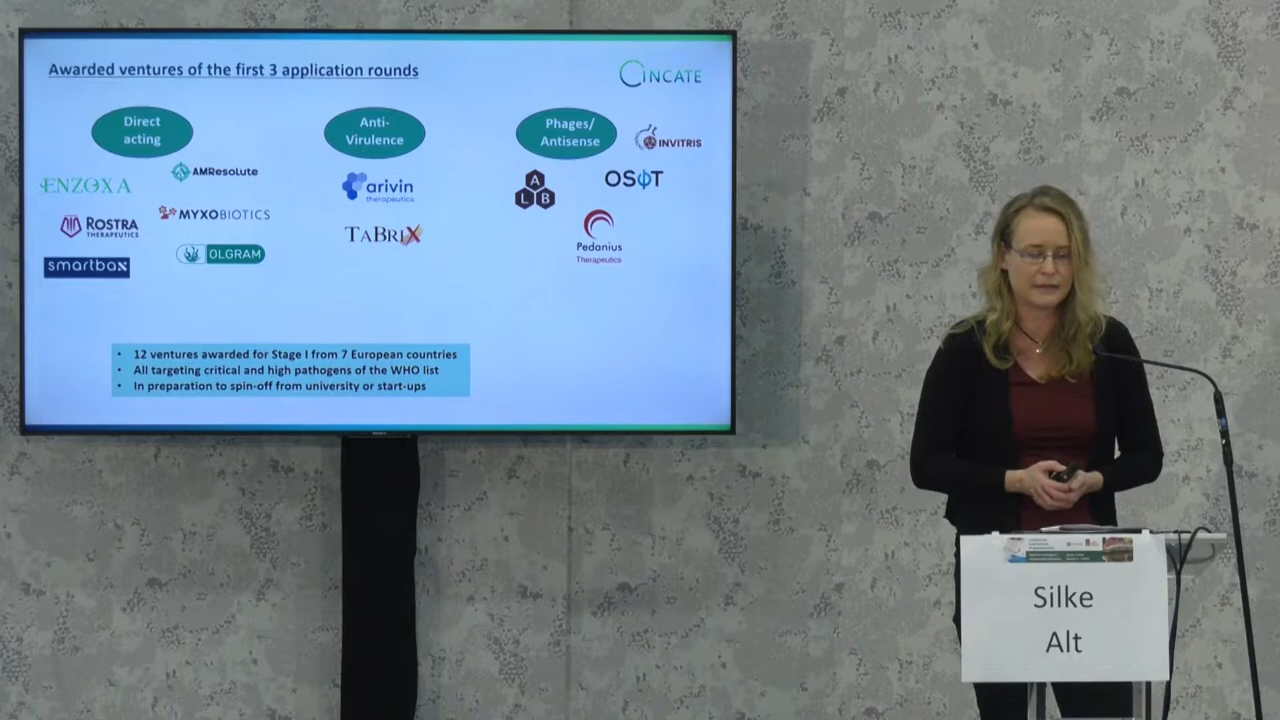 Awarded ventures of the first 3 application rounds
INCATE
Direct
acting
Anti-
Virulence
Phages/
Antisense
INVITRIS
ENZOXA
AMResolute
arivin
therapeutics
A
L B
OSΦT
ROSTRA
THERAPEUTICS
MYXOBIOTICS
TABRIX
Pedanius
Therapeutics
OLGRAM
smartbax
• 12 ventures awarded for Stage I from 7 European countries
• All targeting critical and high pathogens of the WHO list
• In preparation to spin-off from university or start-ups
Silke
Alt